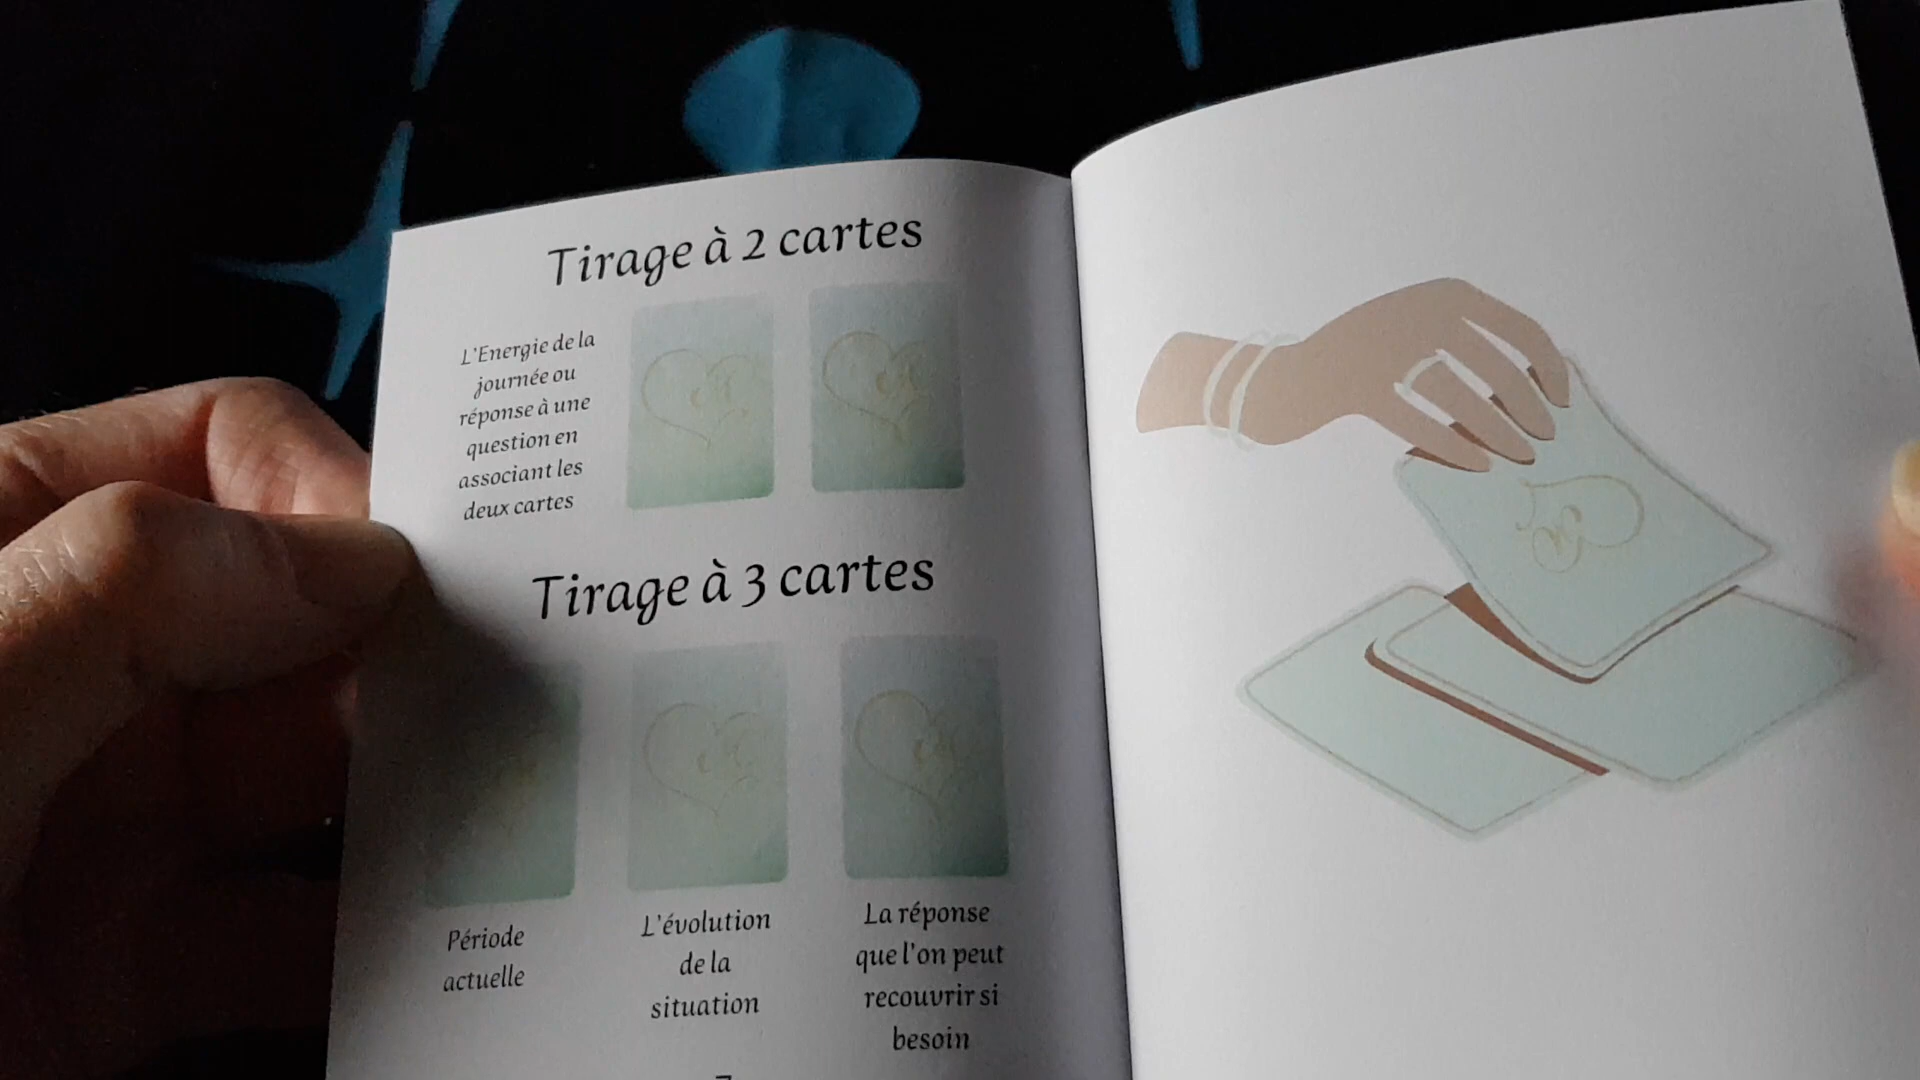 Tirage à 2 cartes
L'Energie de la
journée ou
réponse à une
question en
associant les
deux cartes
Tirage à 3 cartes
Période
actuelle
L'évolution
de la
situation
La réponse
que l'on peut
recouvrir si
besoin